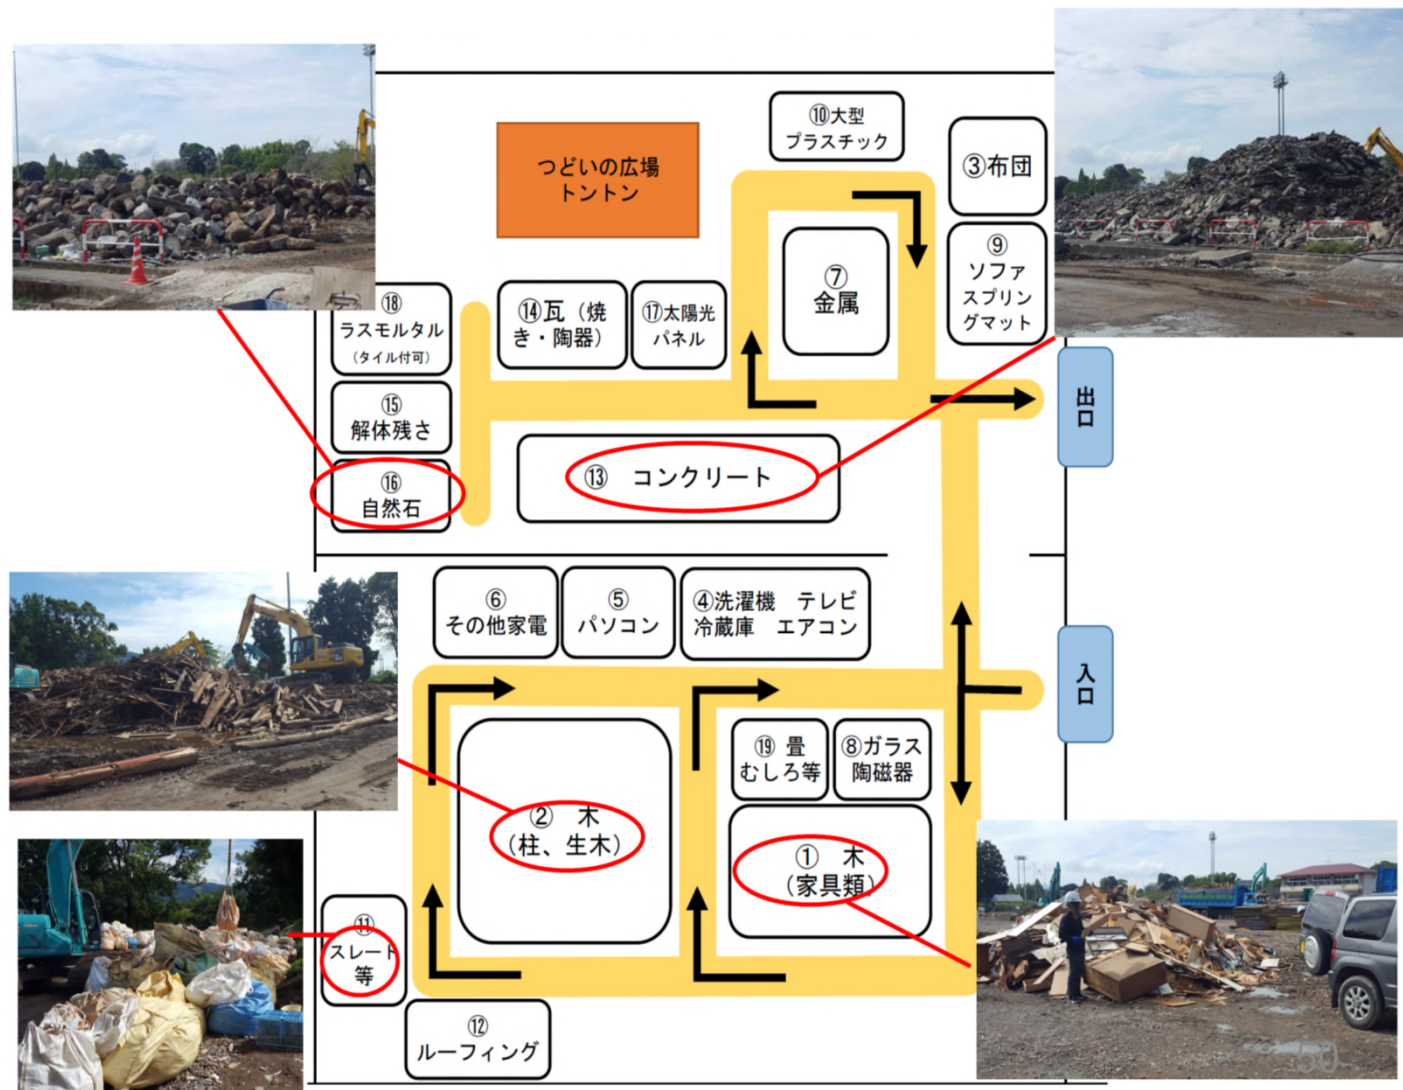 つどいの広場
トントン
⑩大型
プラスチック
③布団
⑨
ソファ
スプリン
グマット
⑦
金属
⑱
ラスモルタル
(タイル付可)
⑭瓦（焼
き・陶器）
⑰太陽光
パネル
⑮
解体残さ
⑯
自然石
⑬　コンクリート
出口
⑥
その他家電
⑤
パソコン
④洗濯機　テレビ
冷蔵庫　エアコン
入口
⑲ 畳
むしろ等
⑧ガラス
陶磁器
②　木
（柱、生木）
①　木
（家具類）
⑪
スレート
等
⑫
ルーフィング
50